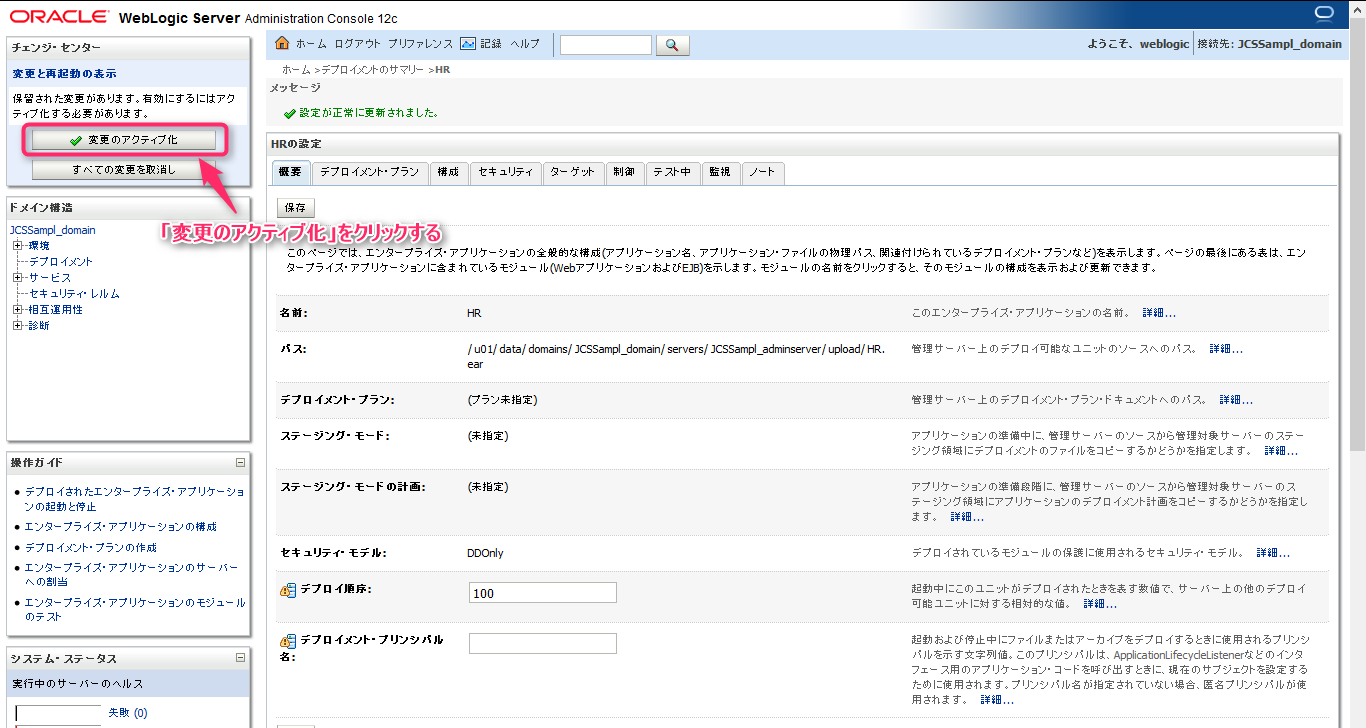 ORACLE WebLogic Server Administration Console 12c
チェンジ・センター
変更と再起動の表示
保留された変更があります。有効にするにはアク
ティブ化する必要があります。
変更のアクティブ化
すべての変更を取消し
「変更のアクティブ化」をクリックする
ドメイン構造
JCSSampl_domain
環境
デプロイメント
サービス
セキュリティ・レルム
相互運用性
診断
操作ガイド
デプロイされたエンタープライズ・アプリケーショ
ンの起動と停止
エンタープライズ・アプリケーションの構成
デプロイメント・プランの作成
エンタープライズ・アプリケーションのサーバー
への割当
エンタープライズ・アプリケーションのモジュール
のテスト
システム・ステータス
実行中のサーバーのヘルス
失敗 (0)
ホーム ログアウト プリファレンス 記録 ヘルプ
ようこそ、weblogic 接続先: JCSSampl_domain
ホーム >デプロイメントのサマリー >HR
メッセージ
設定が正常に更新されました。
HRの設定
概要 デプロイメント・プラン 構成 セキュリティ ターゲット 制御 テスト中 監視 ノート
保存
このページでは、エンタープライズ・アプリケーションの全般的な構成(アプリケーション名、アプリケーション・ファイルの物理パス、関連付けられているデプロイメント・プランなど)を表示します。ページの最後にある表は、エン
タープライズ・アプリケーションに含まれているモジュール(WebアプリケーションおよびEJB)を示します。モジュールの名前をクリックすると、そのモジュールの構成を表示および更新できます。
名前: HR このエンタープライズ・アプリケーションの名前。 詳細...
パス: /u01/data/domains/JCSSampl_domain/servers/JCSSampl_adminserver/upload/HR. 管理サーバー上のデプロイ可能なユニットのソースへのパス。 詳細...
ear
デプロイメント・プラン: (プラン未指定) 管理サーバー上のデプロイメント・プラン・ドキュメントへのパス。 詳細...
ステージング・モード: (未指定) アプリケーションの準備中に、管理サーバーのソースから管理対象サーバーのステー
ジング領域にデプロイメントのファイルをコピーするかどうかを指定します。 詳細...
ステージング・モードの計画: (未指定) アプリケーションの準備段階に、管理サーバーのソースから管理対象サーバーのス
テージング領域にアプリケーションのデプロイメント計画をコピーするかどうかを指定し
ます。 詳細...
セキュリティ・モデル: DDOnly デプロイされているモジュールの保護に使用されるセキュリティ・モデル。 詳細...
デプロイ順序: 100 起動中にこのユニットがデプロイされたときを表す数値で、サーバー上の他のデプロイ
可能ユニットに対する相対的な値。 詳細...
デプロイメント・プリンシパル 起動および停止中にファイルまたはアーカイブをデプロイするときに使用されるプリンシ
名: パルを示す文字列値。このプリンシパルは、ApplicationLifecycleListenerなどのインタ
フェース用のアプリケーション・コードを呼び出すときに、現在のサブジェクトを設定する
ために使用されます。プリンシパル名が指定されていない場合、匿名プリンシパルが使
用されます。 詳細...